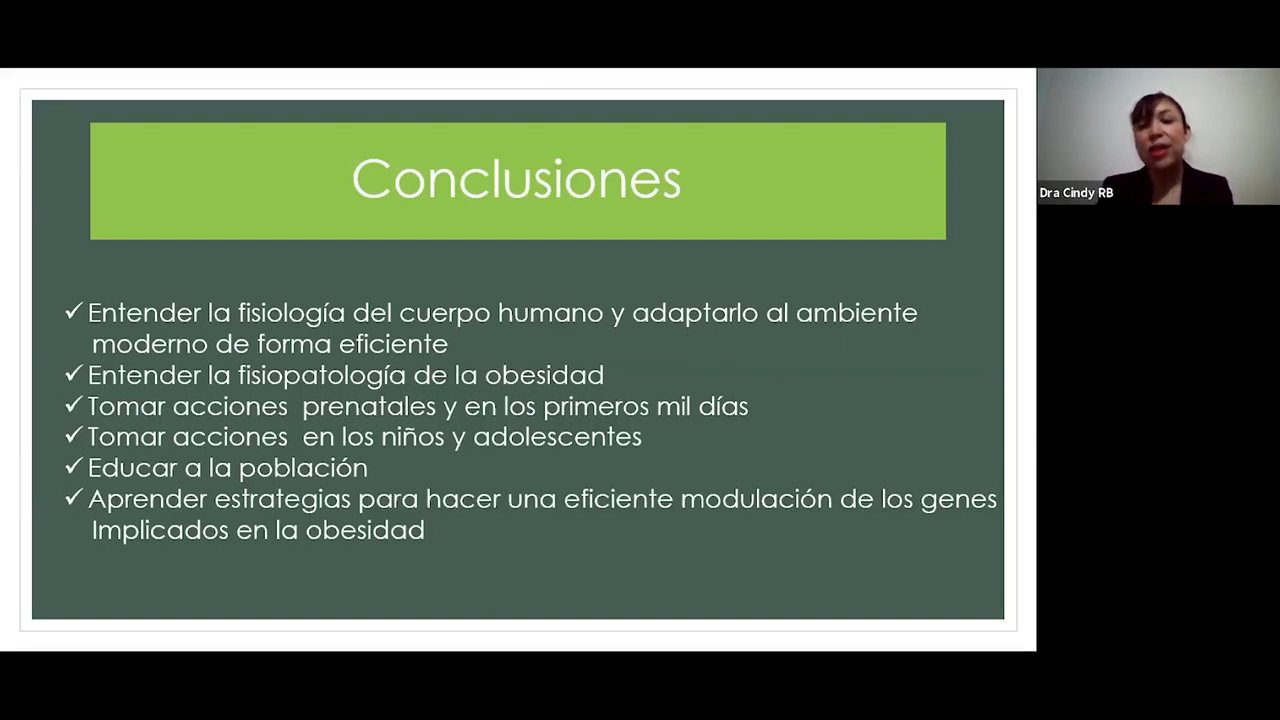 Conclusiones
✓Entender la fisiología del cuerpo humano y adaptarlo al ambiente
moderno de forma eficiente
✓Entender la fisiopatología de la obesidad
✓Tomar acciones prenatales y en los primeros mil días
✓Tomar acciones en los niños y adolescentes
✓Educar a la población
✓Aprender estrategias para hacer una eficiente modulación de los genes
Implicados en la obesidad
Dra Cindy RB